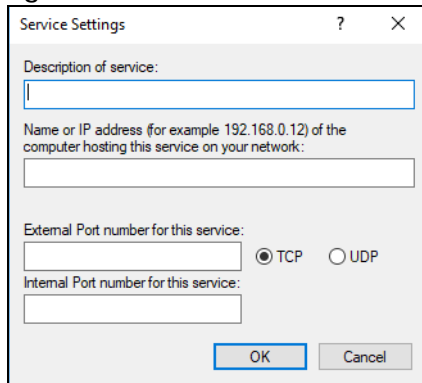 Service Settings ? ×
Description of service:
Name or IP address (for example 192.168.0.12) of the
computer hosting this service on your network:
External Port number for this service:
TCP UDP
Internal Port number for this service:
OK Cancel